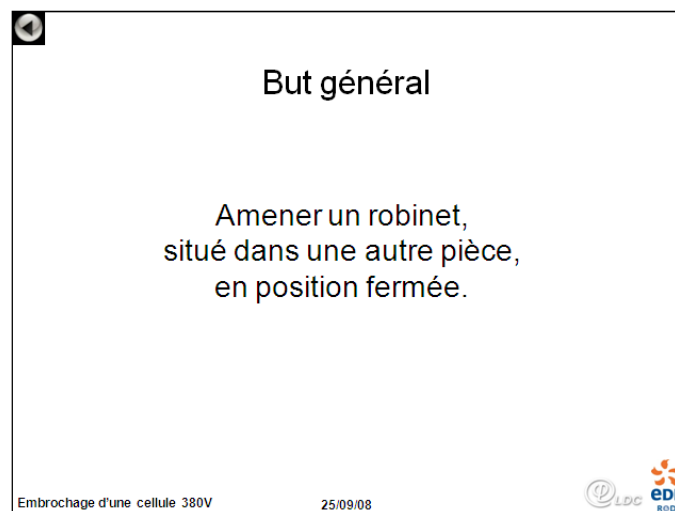 But général
Amener un robinet,
situé dans une autre pièce,
en position fermée.
Embrochage d'une cellule 380V
25/09/08
LDC